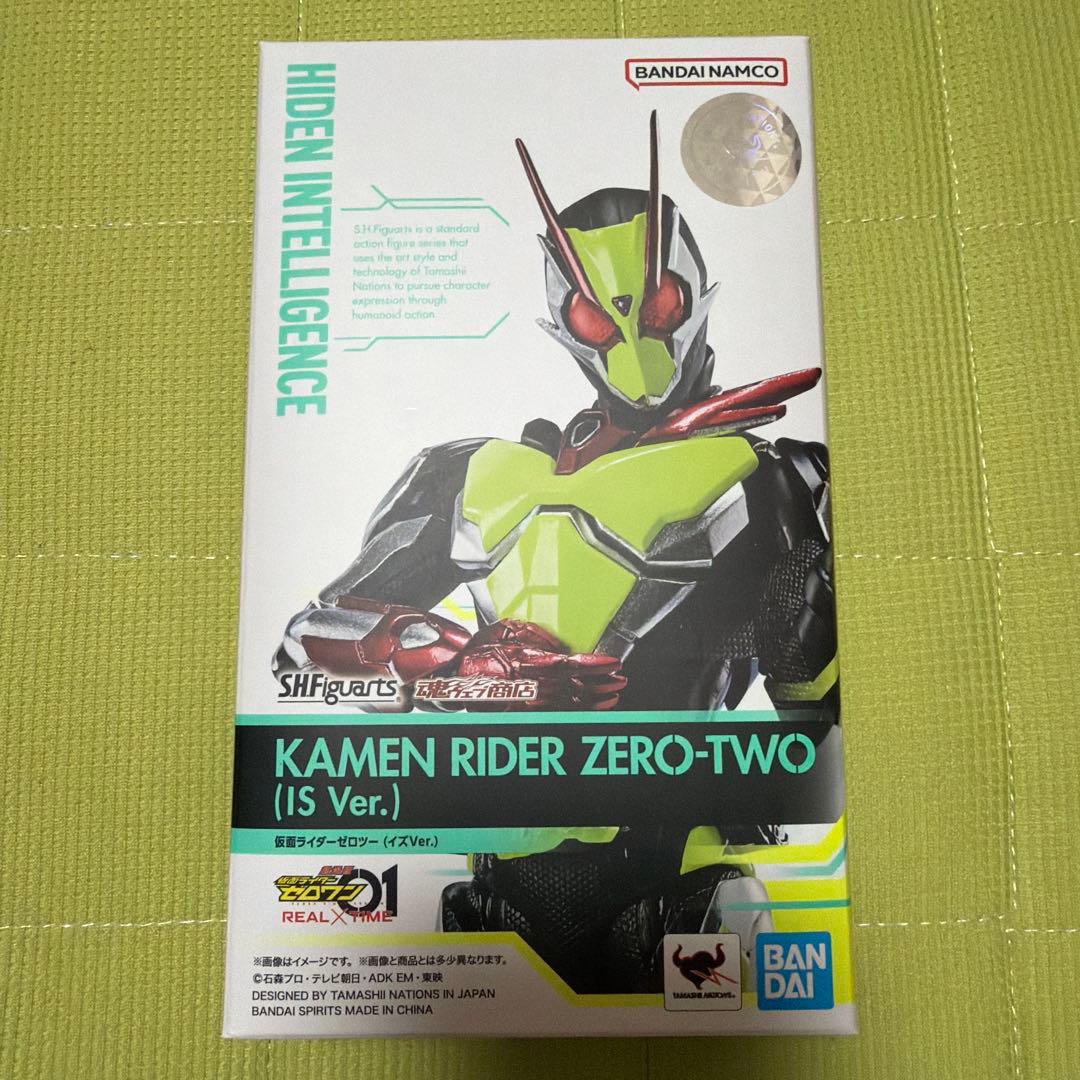 BANDAI NAMCO
HIDEN INTELLIGENCE
S.H.Figuarts is a standard
action figure series that
uses the art style and
technology of Tamashii
Nations to pursue character
expression through
humanoid action.
S.H.Figuarts 魂ウェブ商店
KAMEN RIDER ZERO-TWO
(IS Ver.)
仮面ライダーゼロツー (イズVer.)
劇場版
仮面ライダー
ゼロワン 01
REAL×TIME
※画像はイメージです。 ※画像と商品とは多少異なります。
©石森プロ・テレビ朝日・ADK EM・東映
DESIGNED BY TAMASHII NATIONS IN JAPAN
BANDAI SPIRITS MADE IN CHINA
TAMASHII NATIONS
BAN
DAI